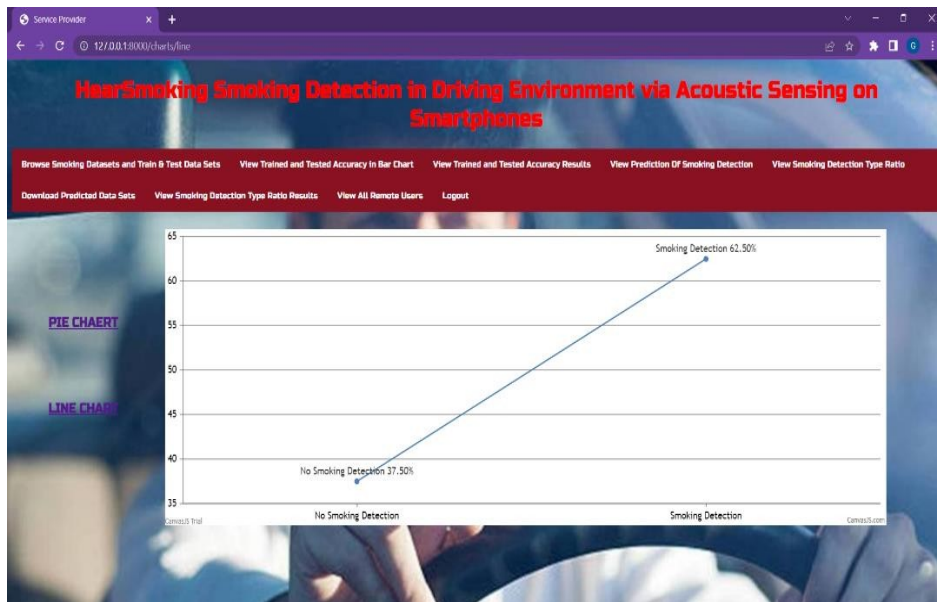 Service Provider
127.0.0.1:8000/charts/line
G
HearSmoking Smoking Detection in Driving Environment via Acoustic Sensing on
Smartphones
Browse Smoking Datasets and Train & Test Data Sets View Trained and Tested Accuracy in Bar Chart View Trained and Tested Accuracy Results View Prediction Of Smoking Detection View Smoking Detection Type Ratio
Download Predicted Data Sets View Smoking Detection Type Ratio Results View All Remote Users Logout
PIE CHAERT
LINE CHART
65
60
55
50
45
40
35
Smoking Detection 62.50%
No Smoking Detection 37.50%
No Smoking Detection Smoking Detection
CanvasJS Trial CanvasJS.com